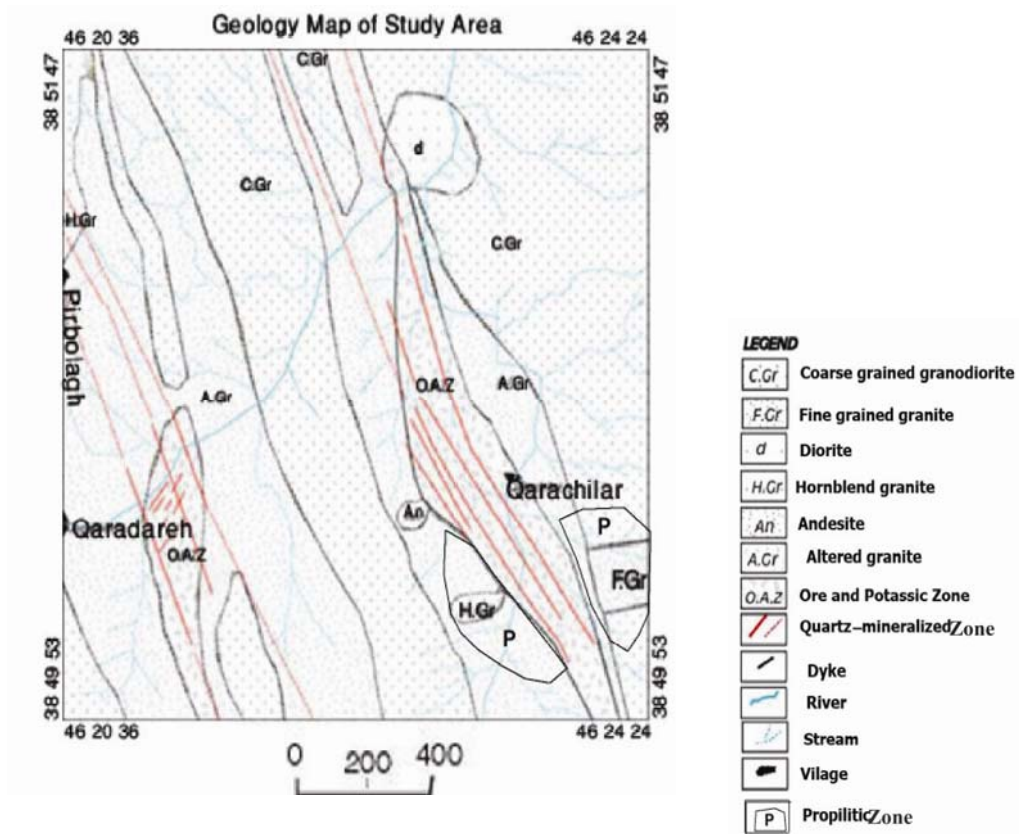 Geology Map of Study Area
46 20 36
46 24 24
38 51 47
38 51 47
C.Gr
d
C.Gr
H.Gr
C.Gr
Pirbolagh
O.A.Z
A.Gr
A.Gr
Qarachilar
An
P
Qaradareh
O.A.Z
F.Gr
H.Gr
P
38 49 53
38 49 53
46 20 36
46 24 24
0 200 400
LEGEND
C.Gr Coarse grained granodiorite
F.Gr Fine grained granite
d Diorite
H.Gr Hornblend granite
An Andesite
A.Gr Altered granite
O.A.Z Ore and Potassic Zone
Quartz-mineralizedZone
Dyke
River
Stream
Vilage
P PropiliticZone